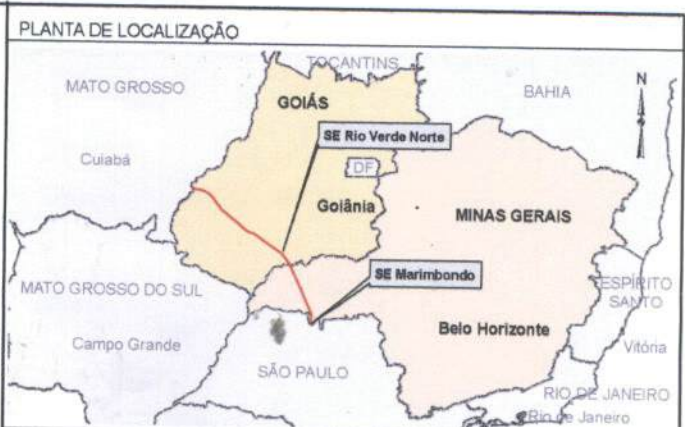 PLANTA DE LOCALIZAÇÃO
TOCANTINS
MATO GROSSO
BAHIA
N
GOIÁS
SE Rio Verde Norte
Cuiabá
DF
Goiânia
MINAS GERAIS
SE Marimbondo
MATO GROSSO DO SUL
ESPÍRITO
SANTO
Belo Horizonte
Campo Grande
Vitória
SÃO PAULO
RIO DE JANEIRO
Rio de Janeiro